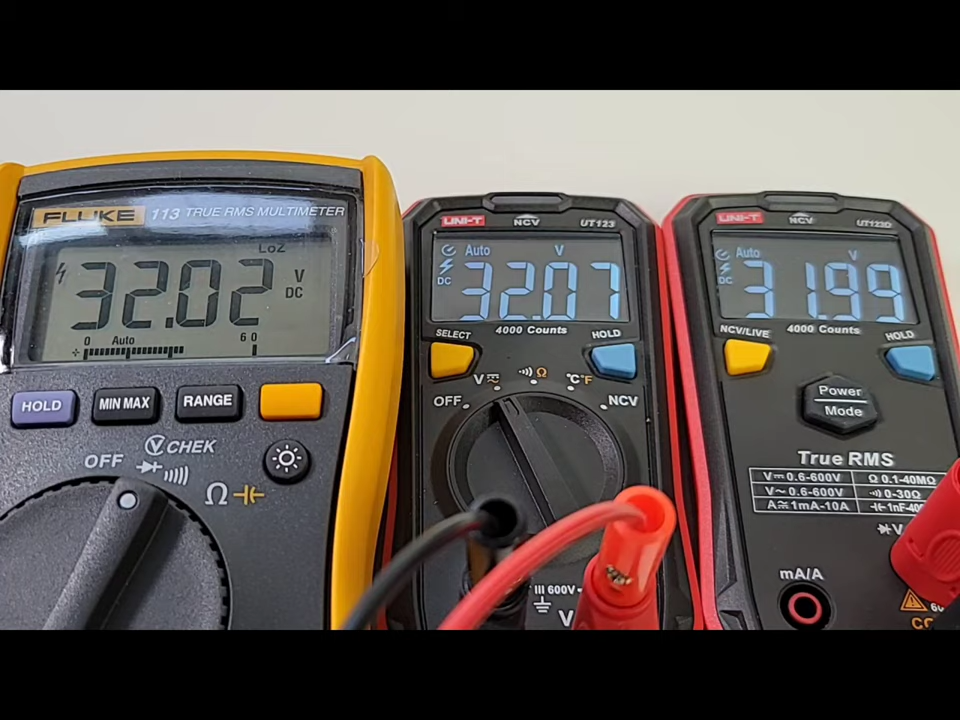 FLUKE 113 TRUE RMS MULTIMETER
LoZ
32.02 V DC
Auto
0 60
HOLD MIN MAX RANGE
OFF
CHEK
Ω
UNI-T NCV UT123
Auto V
DC 32.07
SELECT 4000 Counts HOLD
V Ω °C°F
OFF NCV
III 600V
V
UNI-T NCV UT123D
Auto V
DC 31.99
NCV/LIVE 4000 Counts HOLD
Power
Mode
True RMS
V⎓0.6-600V Ω 0.1-40MΩ
V~0.6-600V 0-30Ω
A≅1mA-10A
V
mA/A